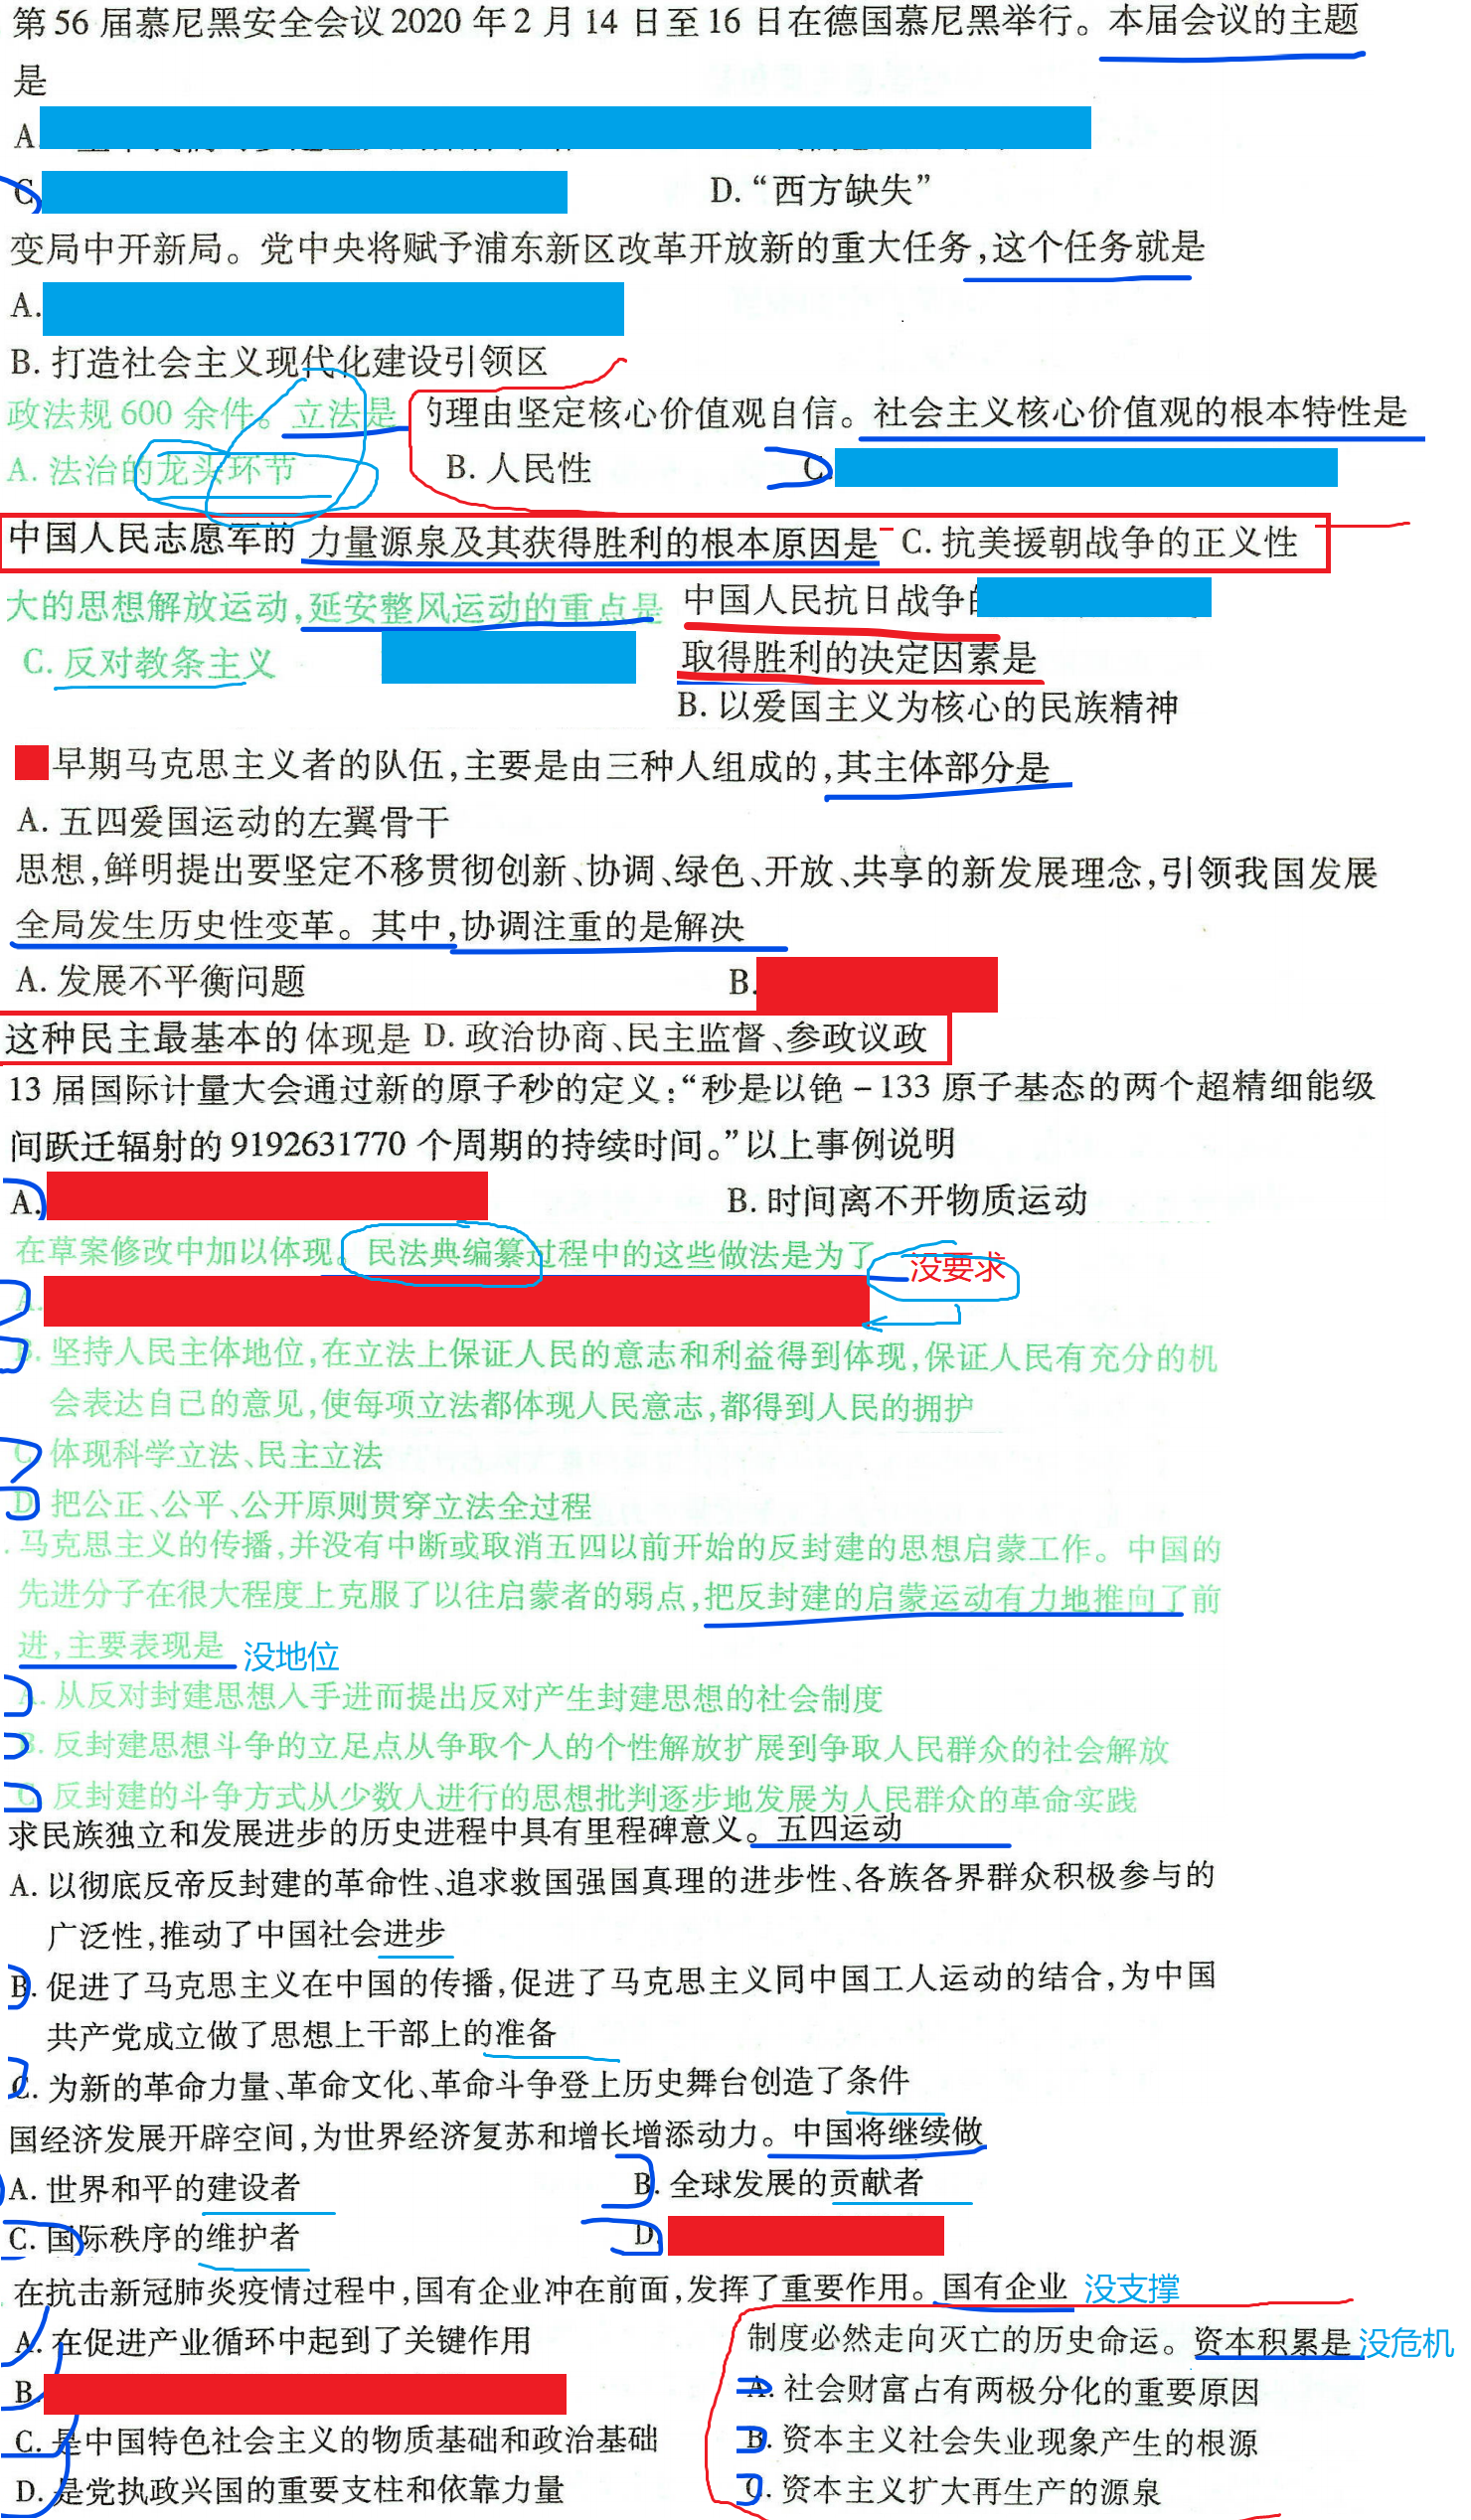 第56届慕尼黑安全会议2020年2月14日至16日在德国慕尼黑举行。本届会议的主题
是
A.
C. D.“西方缺失”
变局中开新局。党中央将赋予浦东新区改革开放新的重大任务,这个任务就是
A.
B. 打造社会主义现代化建设引领区
政法规600余件。立法是 的理由坚定核心价值观自信。社会主义核心价值观的根本特性是
A. 法治的龙头环节 B. 人民性 C.
中国人民志愿军的 力量源泉及其获得胜利的根本原因是 C. 抗美援朝战争的正义性
大的思想解放运动,延安整风运动的重点是 中国人民抗日战争
C. 反对教条主义 取得胜利的决定因素是
B. 以爱国主义为核心的民族精神
早期马克思主义者的队伍,主要是由三种人组成的,其主体部分是
A. 五四爱国运动的左翼骨干
思想,鲜明提出要坚定不移贯彻创新、协调、绿色、开放、共享的新发展理念,引领我国发展
全局发生历史性变革。其中,协调注重的是解决
A. 发展不平衡问题 B.
这种民主最基本的体现是 D. 政治协商、民主监督、参政议政
13届国际计量大会通过新的原子秒的定义:“秒是以铯-133原子基态的两个超精细能级
间跃迁辐射的9192631770个周期的持续时间。”以上事例说明
A. B. 时间离不开物质运动
在草案修改中加以体现。民法典编纂过程中的这些做法是为了 没要求
A.
B. 坚持人民主体地位,在立法上保证人民的意志和利益得到体现,保证人民有充分的机
会表达自己的意见,使每项立法都体现人民意志,都得到人民的拥护
C. 体现科学立法、民主立法
D. 把公正、公平、公开原则贯穿立法全过程
. 马克思主义的传播,并没有中断或取消五四以前开始的反封建的思想启蒙工作。中国的
先进分子在很大程度上克服了以往启蒙者的弱点,把反封建的启蒙运动有力地推向了前
进,主要表现是 没地位
A. 从反对封建思想入手进而提出反对产生封建思想的社会制度
B. 反封建思想斗争的立足点从争取个人的个性解放扩展到争取人民群众的社会解放
C. 反封建的斗争方式从少数人进行的思想批判逐步地发展为人民群众的革命实践
求民族独立和发展进步的历史进程中具有里程碑意义。五四运动
A. 以彻底反帝反封建的革命性、追求救国强国真理的进步性、各族各界群众积极参与的
广泛性,推动了中国社会进步
B. 促进了马克思主义在中国的传播,促进了马克思主义同中国工人运动的结合,为中国
共产党成立做了思想上干部上的准备
C. 为新的革命力量、革命文化、革命斗争登上历史舞台创造了条件
国经济发展开辟空间,为世界经济复苏和增长增添动力。中国将继续做
A. 世界和平的建设者 B. 全球发展的贡献者
C. 国际秩序的维护者 D.
在抗击新冠肺炎疫情过程中,国有企业冲在前面,发挥了重要作用。国有企业 没支撑
A. 在促进产业循环中起到了关键作用 制度必然走向灭亡的历史命运。资本积累是 没危机
B. A. 社会财富占有两极分化的重要原因
C. 是中国特色社会主义的物质基础和政治基础 B. 资本主义社会失业现象产生的根源
D. 是党执政兴国的重要支柱和依靠力量 C. 资本主义扩大再生产的源泉